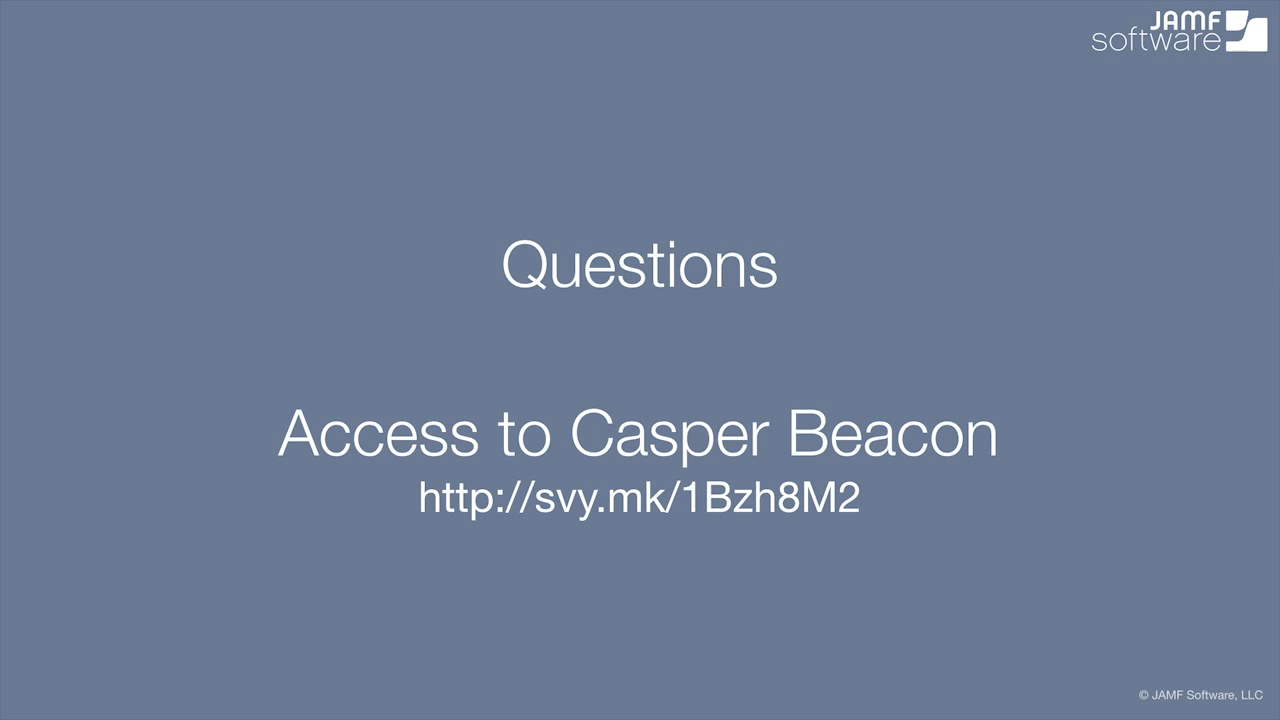 JAMF
software
Questions
Access to Casper Beacon
http://svy.mk/1Bzh8M2
© JAMF Software, LLC